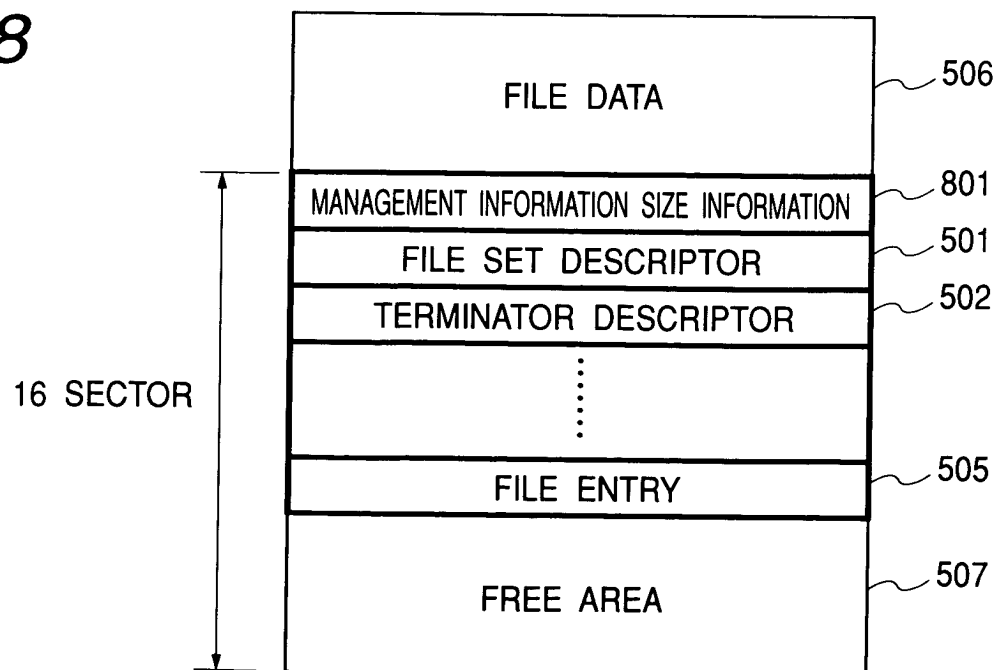 8
FILE DATA
506
MANAGEMENT INFORMATION SIZE INFORMATION
801
FILE SET DESCRIPTOR
501
TERMINATOR DESCRIPTOR
502
16 SECTOR
FILE ENTRY
505
FREE AREA
507